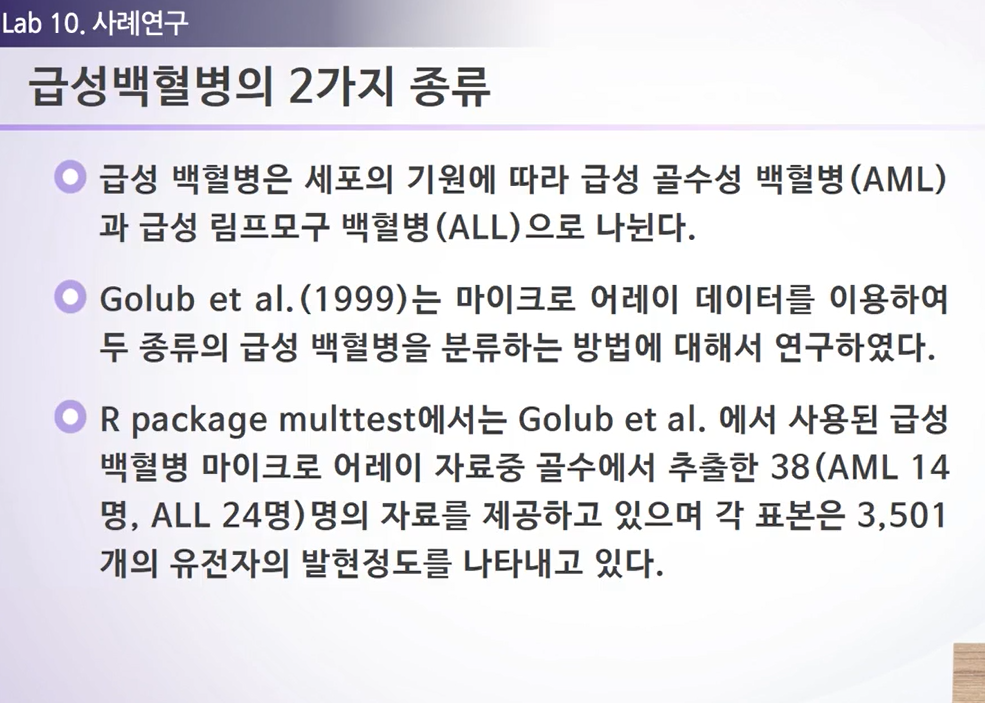 Lab 10. 사례연구
급성백혈병의 2가지 종류
급성 백혈병은 세포의 기원에 따라 급성 골수성 백혈병(AML)
과 급성 림프모구 백혈병(ALL)으로 나뉜다.
Golub et al.(1999)는 마이크로 어레이 데이터를 이용하여
두 종류의 급성 백혈병을 분류하는 방법에 대해서 연구하였다.
R package multtest에서는 Golub et al. 에서 사용된 급성
백혈병 마이크로 어레이 자료중 골수에서 추출한 38(AML 14
명, ALL 24명)명의 자료를 제공하고 있으며 각 표본은 3,501
개의 유전자의 발현정도를 나타내고 있다.